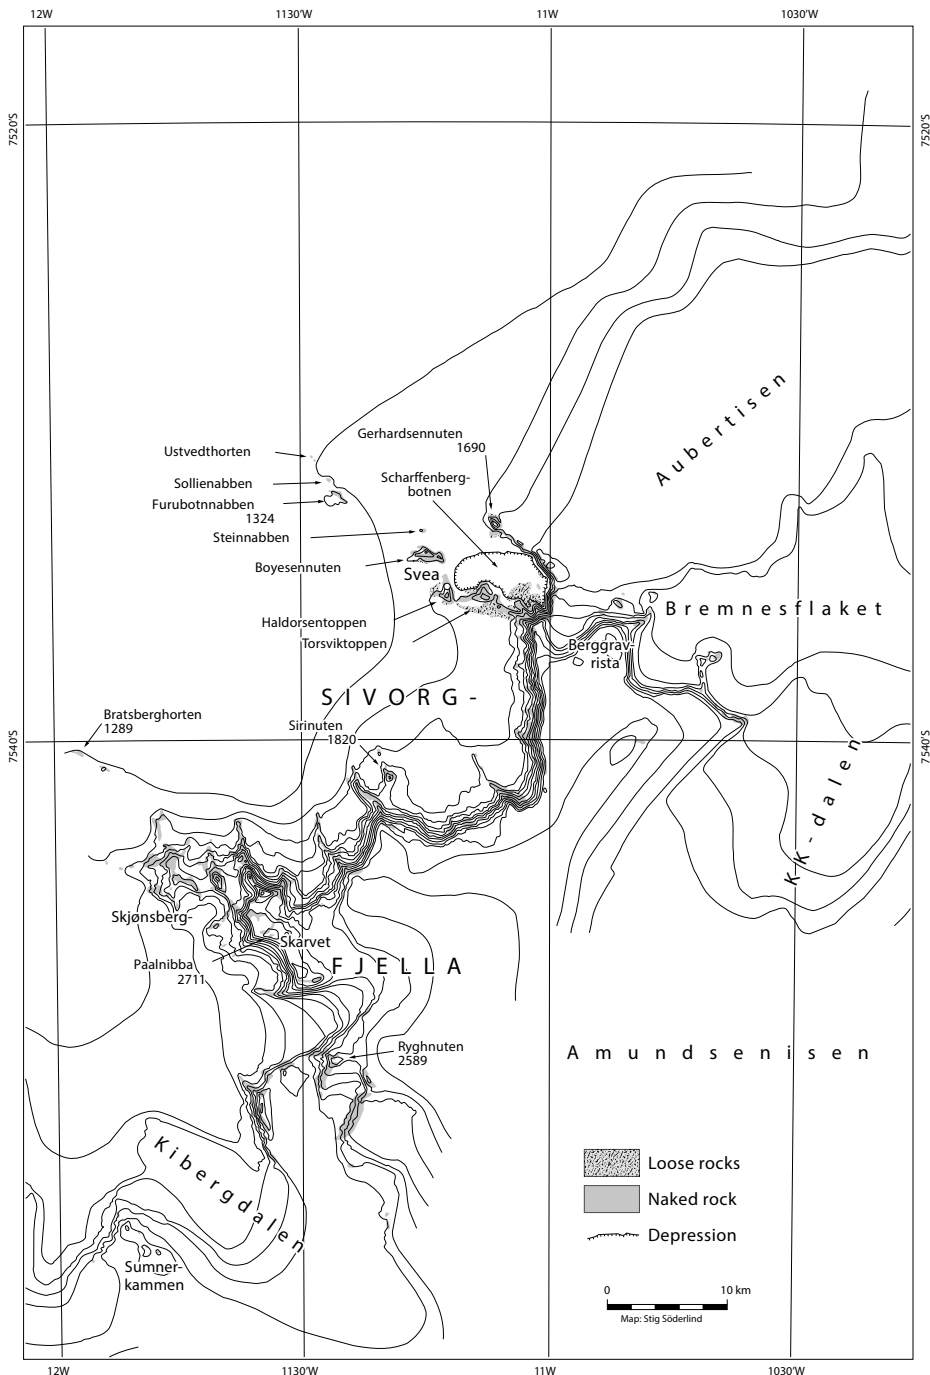 12W
1130'W
11W
1030'W
7520'S
7520'S
Aubertisen
Gerhardsennuten
1690
Ustvedthorten
Scharffenberg-
botnen
Sollienabben
Furubotnnabben
1324
Steinnabben
Boyesennuten
Svea
Bremnesflaket
Haldorsentoppen
Torsviktoppen
Berggrav-
rista
SIVORG-
Bratsberghorten
1289
Sirinuten
1820
7540'S
7540'S
KK-dalen
Skjønsberg-
Skarvet
Paalnibba
2711
FJELLA
Ryghnuten
2589
Amundsenisen
Kibergdalen
Loose rocks
Naked rock
Depression
Sumner-
kammen
0
10 km
Map: Stig Söderlind
12W
1130'W
11W
1030'W